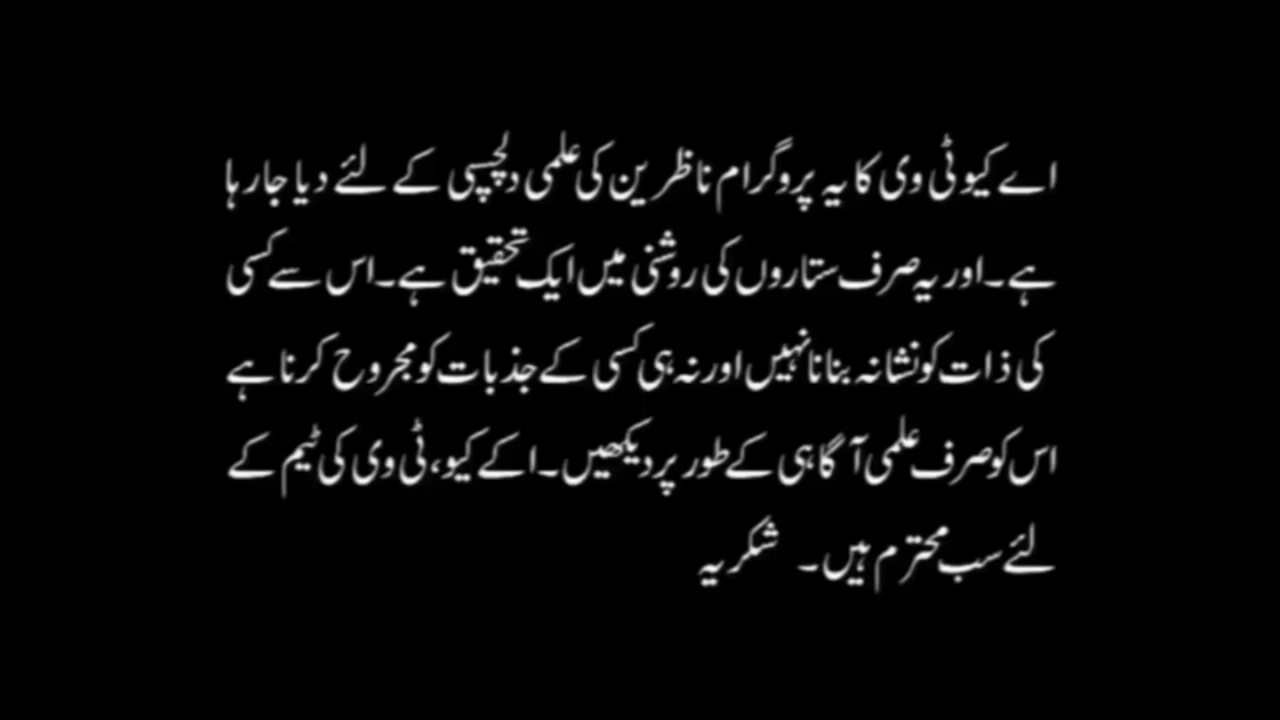 اے کیو ٹی وی کا یہ پروگرام ناظرین کی علمی دلچسپی کے لئے دیا جارہا
ہے۔اور یہ صرف ستاروں کی روشنی میں ایک تحقیق ہے۔اس سے کسی
کی ذات کو نشانہ بنانا نہیں اور نہ ہی کسی کے جذبات کو مجروح کرنا ہے
اس کو صرف علمی آگاہی کے طور پر دیکھیں۔اکے کیو، ٹی وی کی ٹیم کے
لئے سب محترم ہیں۔ شکریہ